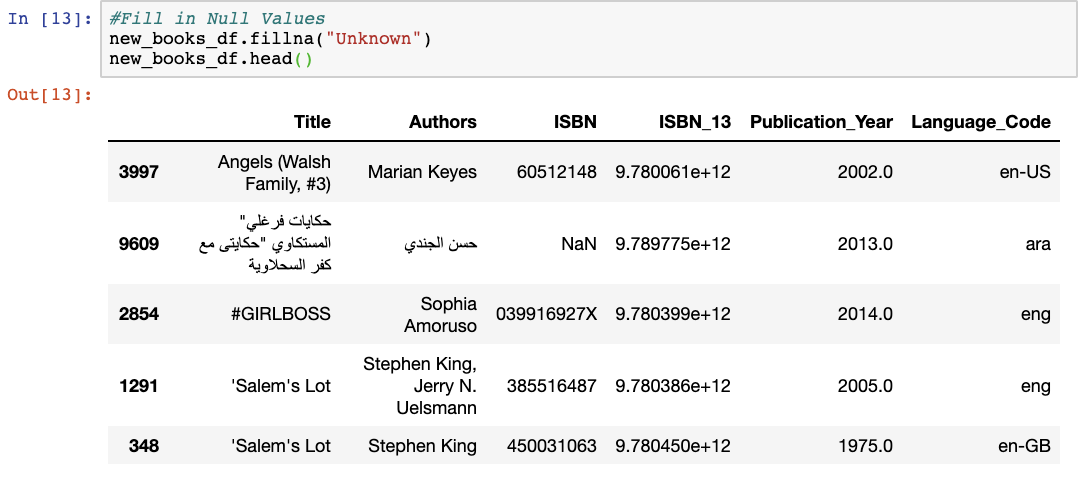 In [13]: #Fill in Null Values
new_books_df.fillna("Unknown")
new_books_df.head()
Out[13]:
Title Authors ISBN ISBN_13 Publication_Year Language_Code
3997 Angels (Walsh Family, #3) Marian Keyes 60512148 9.780061e+12 2002.0 en-US
9609 حكايات فرغلي" المستكاوي "حكايتى مع كفر السحلاوية حسن الجندي NaN 9.789775e+12 2013.0 ara
2854 #GIRLBOSS Sophia Amoruso 039916927X 9.780399e+12 2014.0 eng
1291 'Salem's Lot Stephen King, Jerry N. Uelsmann 385516487 9.780386e+12 2005.0 eng
348 'Salem's Lot Stephen King 450031063 9.780450e+12 1975.0 en-GB